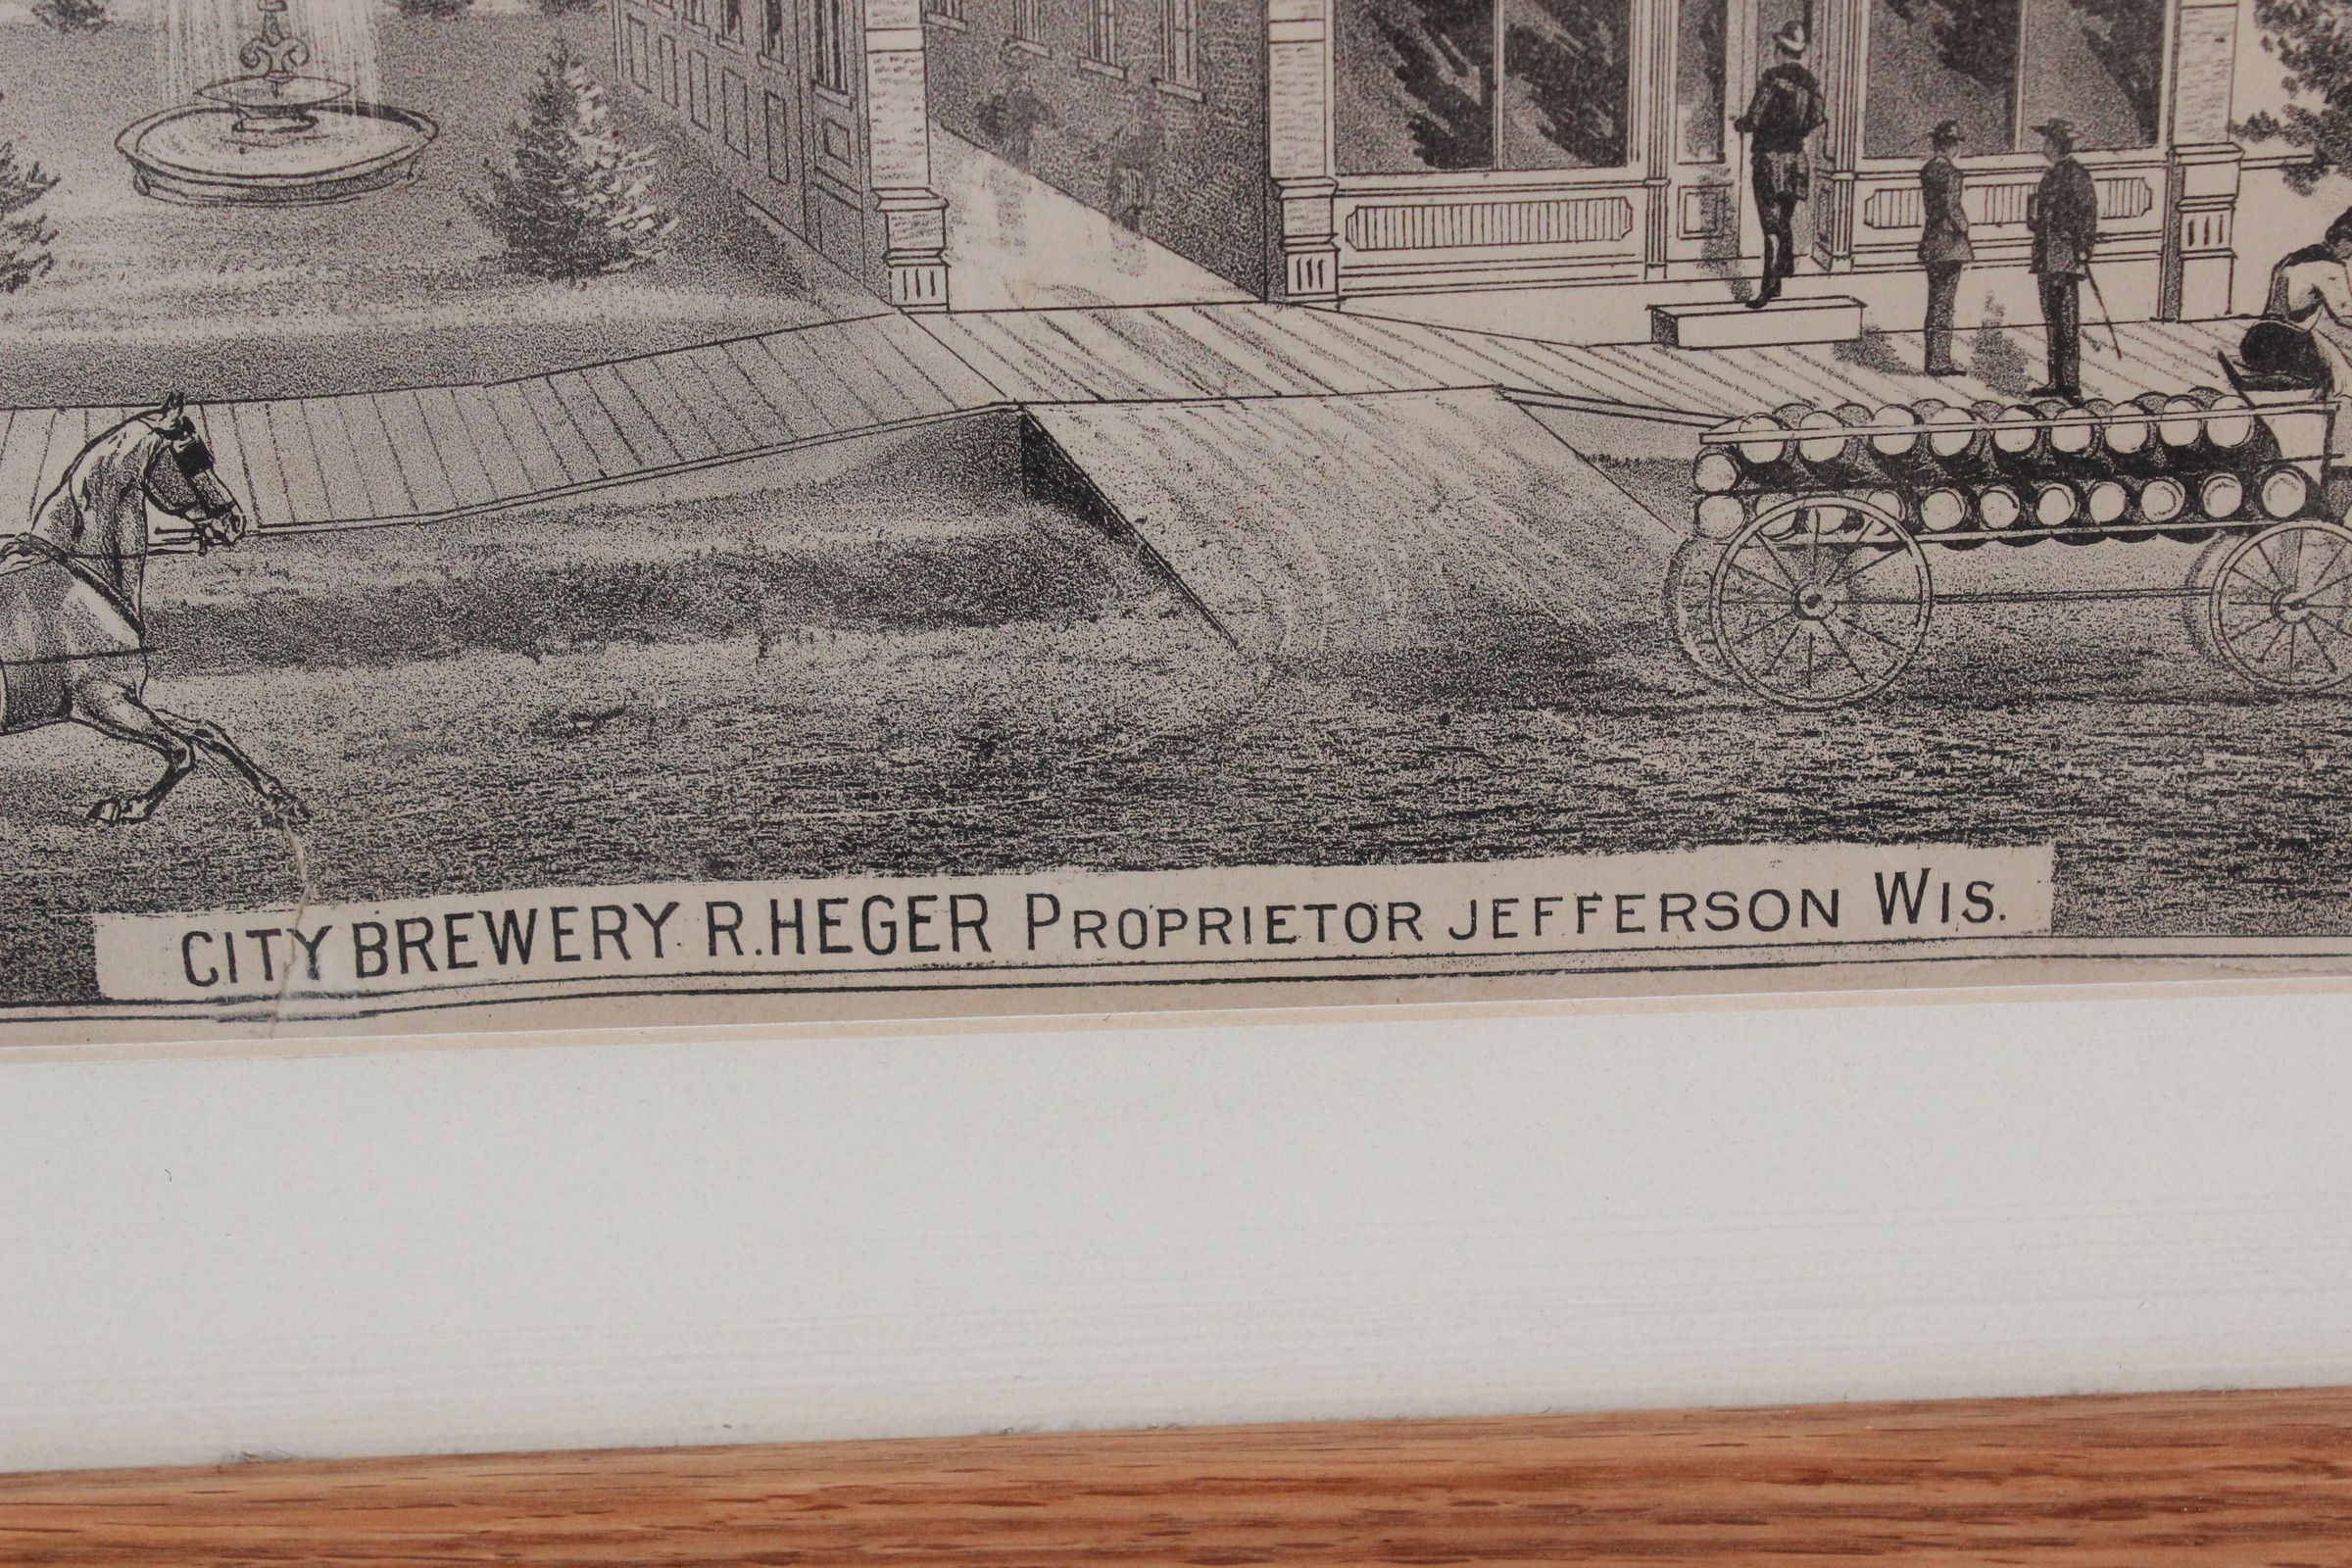 CITY BREWERY. R. HEGER PROPRIETOR JEFFERSON WIS.